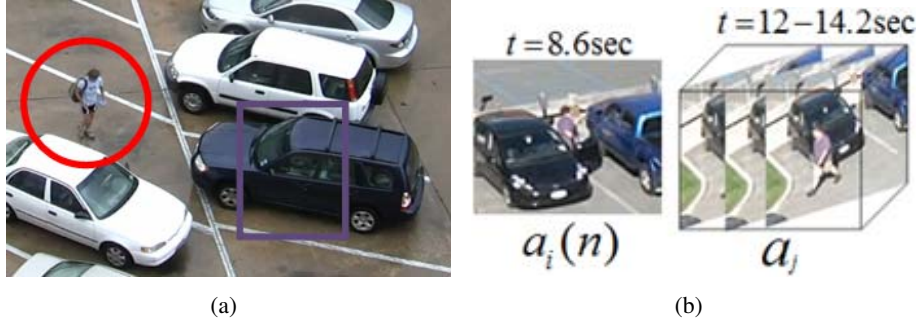 t = 8.6sec
t = 12 – 14.2sec
a_i(n)
a_j
(a)
(b)